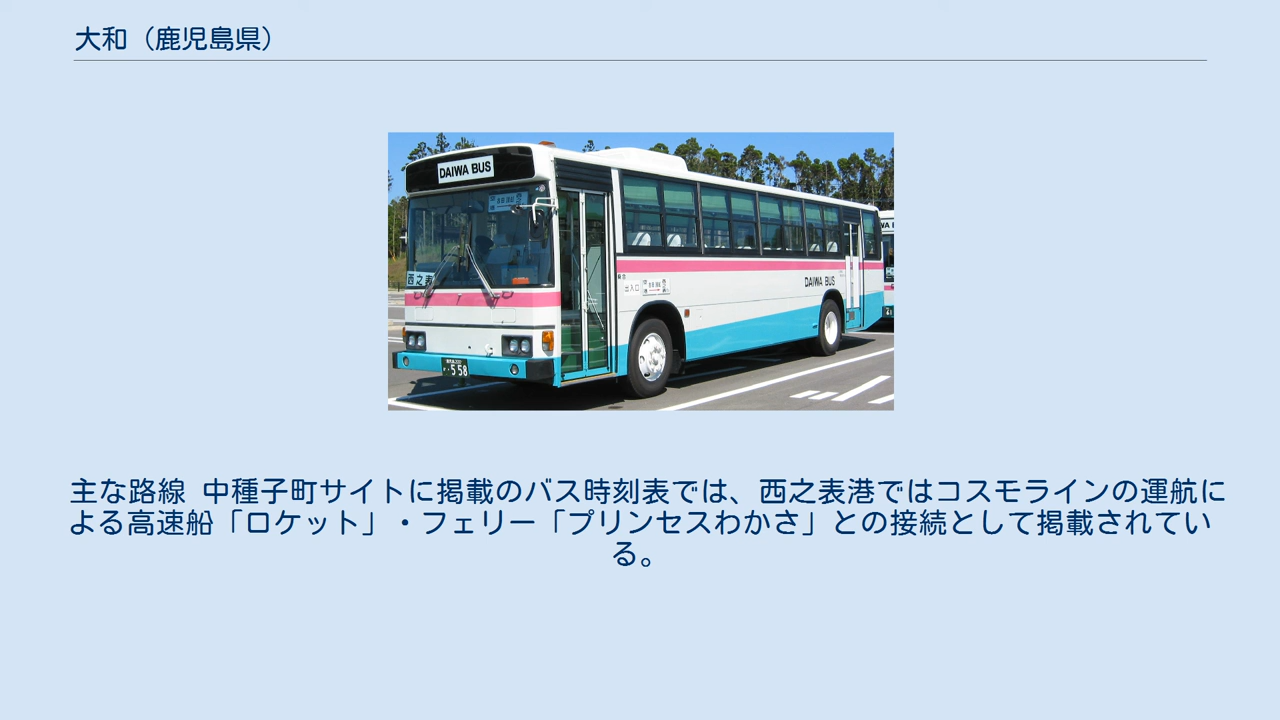 大和（鹿児島県）
DAIWA BUS
西之表
出入口
DAIWA BUS
558
主な路線 中種子町サイトに掲載のバス時刻表では、西之表港ではコスモラインの運航に
よる高速船「ロケット」・フェリー「プリンセスわかさ」との接続として掲載されてい
る。